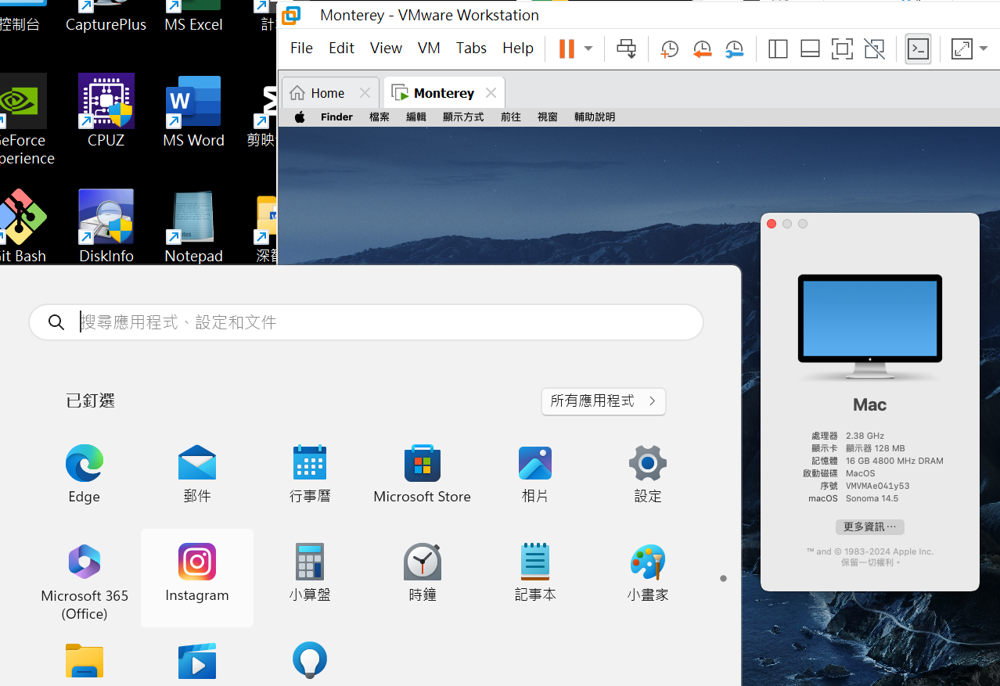 控制台
CapturePlus
MS Excel
Monterey - VMware Workstation
File Edit View VM Tabs Help
Home
Monterey
Finder 檔案 編輯 顯示方式 前往 視窗 輔助說明
CPUZ
MS Word
剪映
DiskInfo
Notepad
搜尋應用程式、設定和文件
已釘選
所有應用程式
Edge
郵件
行事曆
Microsoft Store
相片
設定
Microsoft 365
(Office)
Instagram
小算盤
時鐘
記事本
小畫家
Mac
處理器 2.38 GHz
顯示卡 顯示器 128 MB
記憶體 16 GB 4800 MHz DRAM
啟動磁碟 MacOS
序號 VMVMAe041y53
macOS Sonoma 14.5
更多資訊⋯
™ and © 1983-2024 Apple Inc.
保留一切權利。